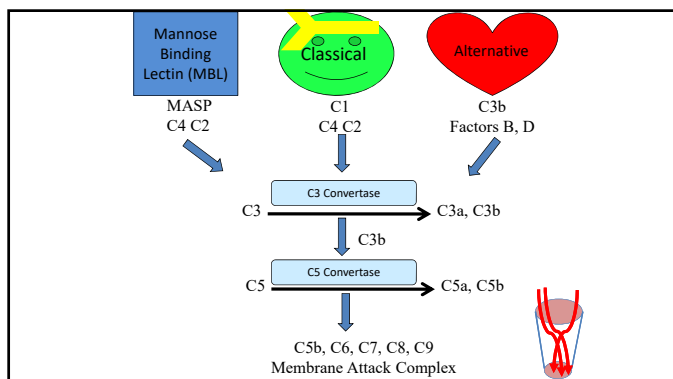 Mannose
Binding
Lectin (MBL)
Classical
Alternative
MASP
C4 C2
C1
C4 C2
C3b
Factors B, D
C3 Convertase
C3
C3a, C3b
C3b
C5 Convertase
C5
C5a, C5b
C5b, C6, C7, C8, C9
Membrane Attack Complex